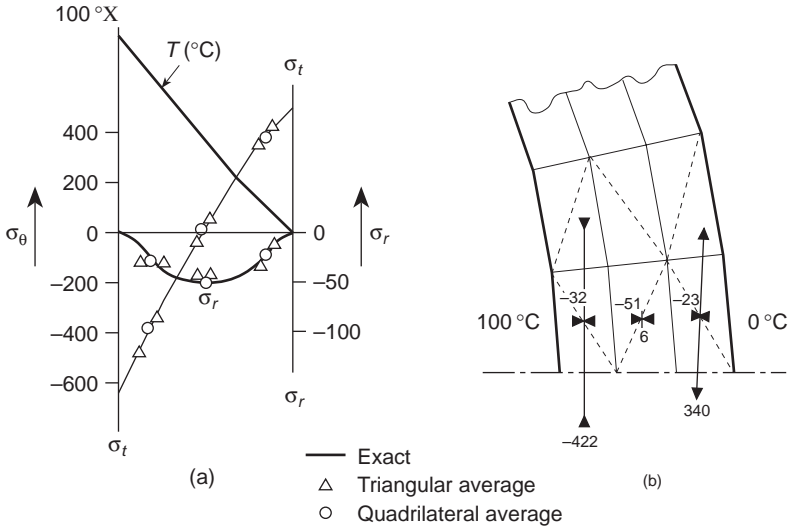 100 °X
T (°C)
σt
400
200
0
−200
−400
−600
σθ
0
−50
−100
σr
σr
σr
σt
(a)
−32
−51
−23
6
100 °C
0 °C
340
−422
(b)
Exact
Triangular average
Quadrilateral average